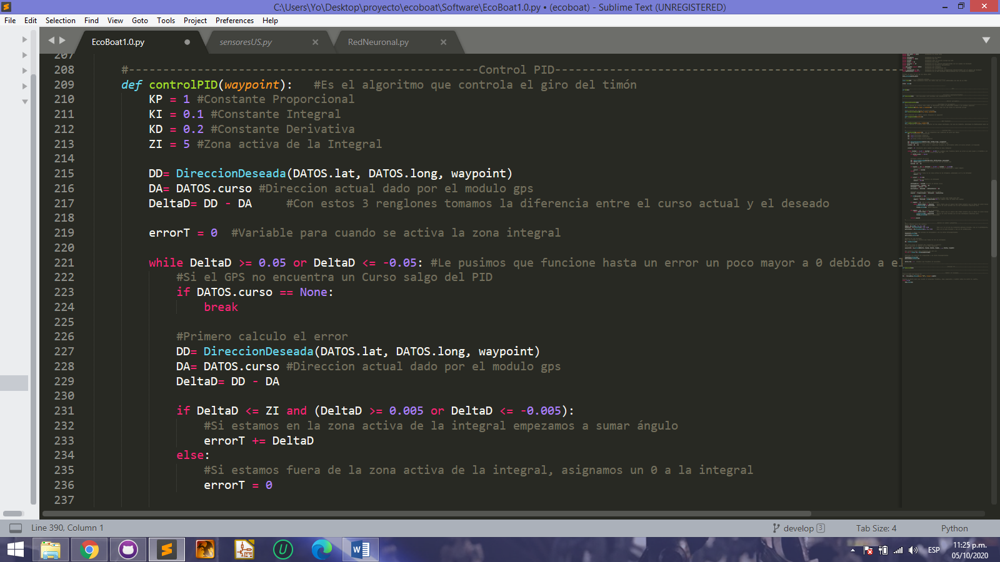 C:\Users\Yo\Desktop\proyecto\ecoboat\Software\EcoBoat1.0.py • (ecoboat) - Sublime Text (UNREGISTERED)
File Edit Selection Find View Goto Tools Project Preferences Help
EcoBoat1.0.py sensoresUS.py RedNeuronal.py
207
208 #---------------------------------------------------Control PID---------------------------------------------------
209 def controlPID(waypoint): #Es el algoritmo que controla el giro del timón
210 KP = 1 #Constante Proporcional
211 KI = 0.1 #Constante Integral
212 KD = 0.2 #Constante Derivativa
213 ZI = 5 #Zona activa de la Integral
214
215 DD= DireccionDeseada(DATOS.lat, DATOS.long, waypoint)
216 DA= DATOS.curso #Direccion actual dado por el modulo gps
217 DeltaD= DD - DA #Con estos 3 renglones tomamos la diferencia entre el curso actual y el deseado
218
219 errorT = 0 #Variable para cuando se activa la zona integral
220
221 while DeltaD >= 0.05 or DeltaD <= -0.05: #Le pusimos que funcione hasta un error un poco mayor a 0 debido a el
222 #Si el GPS no encuentra un Curso salgo del PID
223 if DATOS.curso == None:
224 break
225
226 #Primero calculo el error
227 DD= DireccionDeseada(DATOS.lat, DATOS.long, waypoint)
228 DA= DATOS.curso #Direccion actual dado por el modulo gps
229 DeltaD= DD - DA
230
231 if DeltaD <= ZI and (DeltaD >= 0.005 or DeltaD <= -0.005):
232 #Si estamos en la zona activa de la integral empezamos a sumar ángulo
233 errorT += DeltaD
234 else:
235 #Si estamos fuera de la zona activa de la integral, asignamos un 0 a la integral
236 errorT = 0
237
Line 390, Column 1 develop 3 Tab Size: 4 Python
ESP 11:25 p.m.
05/10/2020